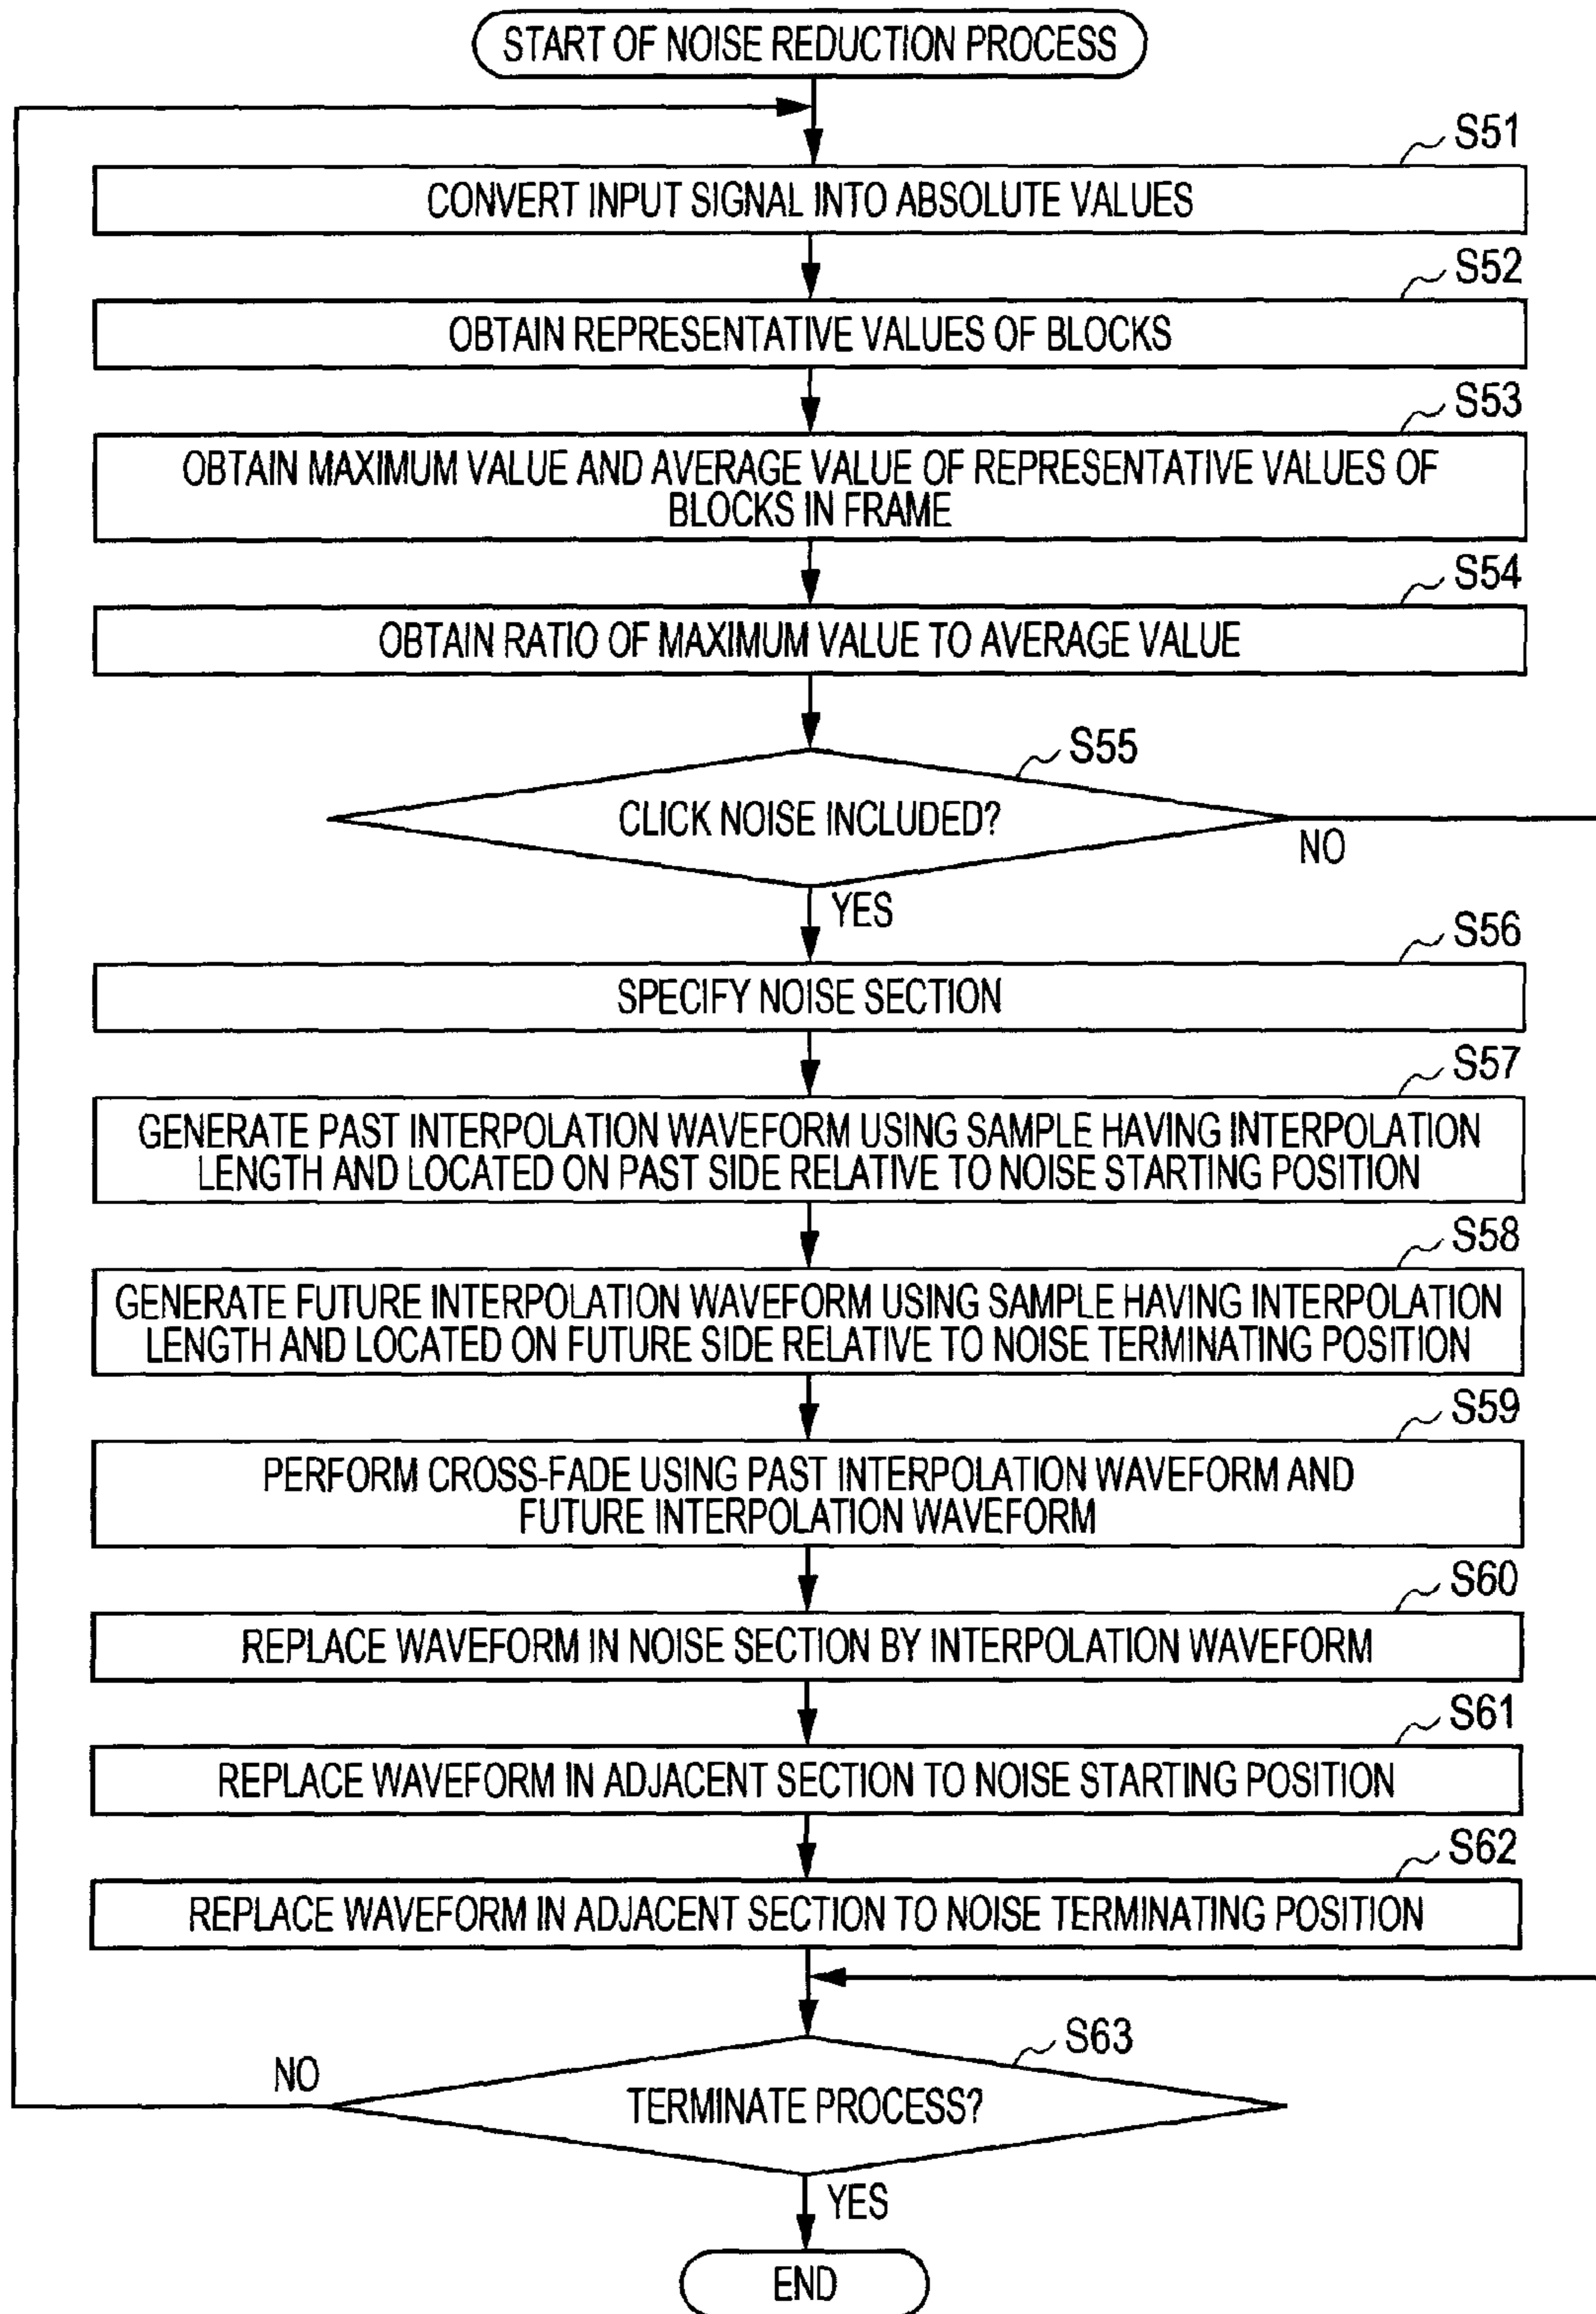 START OF NOISE REDUCTION PROCESS
S51
CONVERT INPUT SIGNAL INTO ABSOLUTE VALUES
S52
OBTAIN REPRESENTATIVE VALUES OF BLOCKS
S53
OBTAIN MAXIMUM VALUE AND AVERAGE VALUE OF REPRESENTATIVE VALUES OF
BLOCKS IN FRAME
S54
OBTAIN RATIO OF MAXIMUM VALUE TO AVERAGE VALUE
S55
CLICK NOISE INCLUDED?
NO
YES
S56
SPECIFY NOISE SECTION
S57
GENERATE PAST INTERPOLATION WAVEFORM USING SAMPLE HAVING INTERPOLATION
LENGTH AND LOCATED ON PAST SIDE RELATIVE TO NOISE STARTING POSITION
S58
GENERATE FUTURE INTERPOLATION WAVEFORM USING SAMPLE HAVING INTERPOLATION
LENGTH AND LOCATED ON FUTURE SIDE RELATIVE TO NOISE TERMINATING POSITION
S59
PERFORM CROSS-FADE USING PAST INTERPOLATION WAVEFORM AND
FUTURE INTERPOLATION WAVEFORM
S60
REPLACE WAVEFORM IN NOISE SECTION BY INTERPOLATION WAVEFORM
S61
REPLACE WAVEFORM IN ADJACENT SECTION TO NOISE STARTING POSITION
S62
REPLACE WAVEFORM IN ADJACENT SECTION TO NOISE TERMINATING POSITION
S63
NO
TERMINATE PROCESS?
YES
END